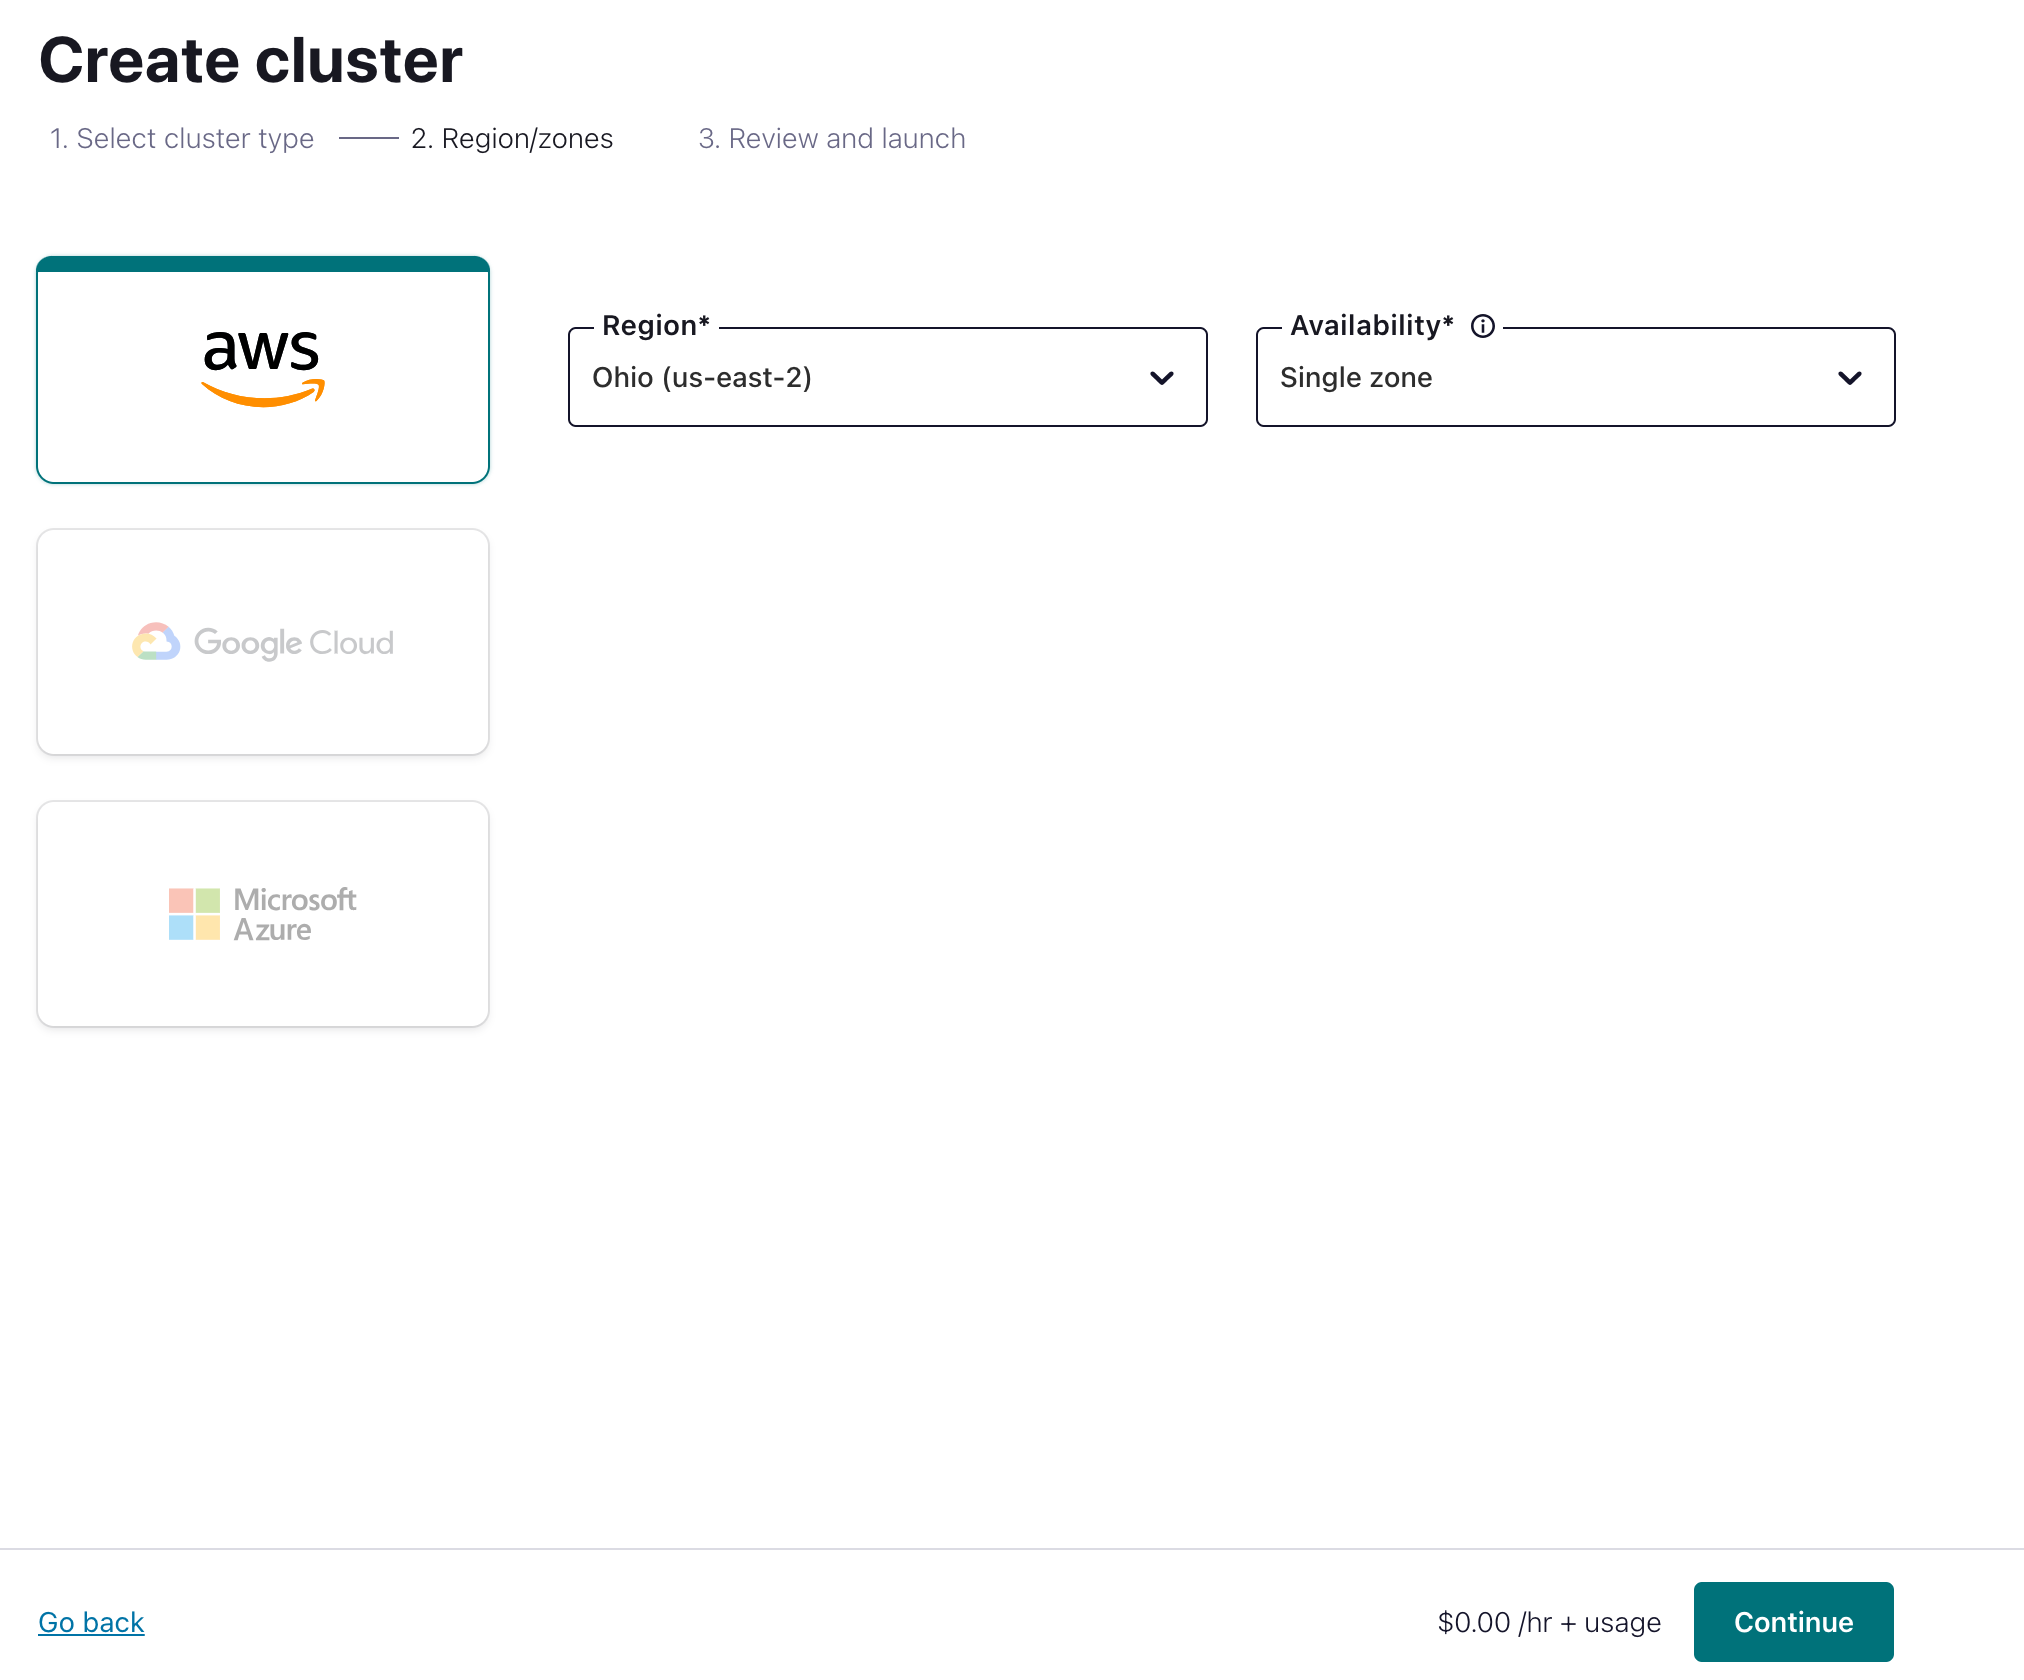 Create cluster
1. Select cluster type
2. Region/zones
3. Review and launch
aws
Region*
Ohio (us-east-2)
Availability*
Single zone
Google Cloud
Microsoft
Azure
Go back
$0.00 /hr + usage
Continue